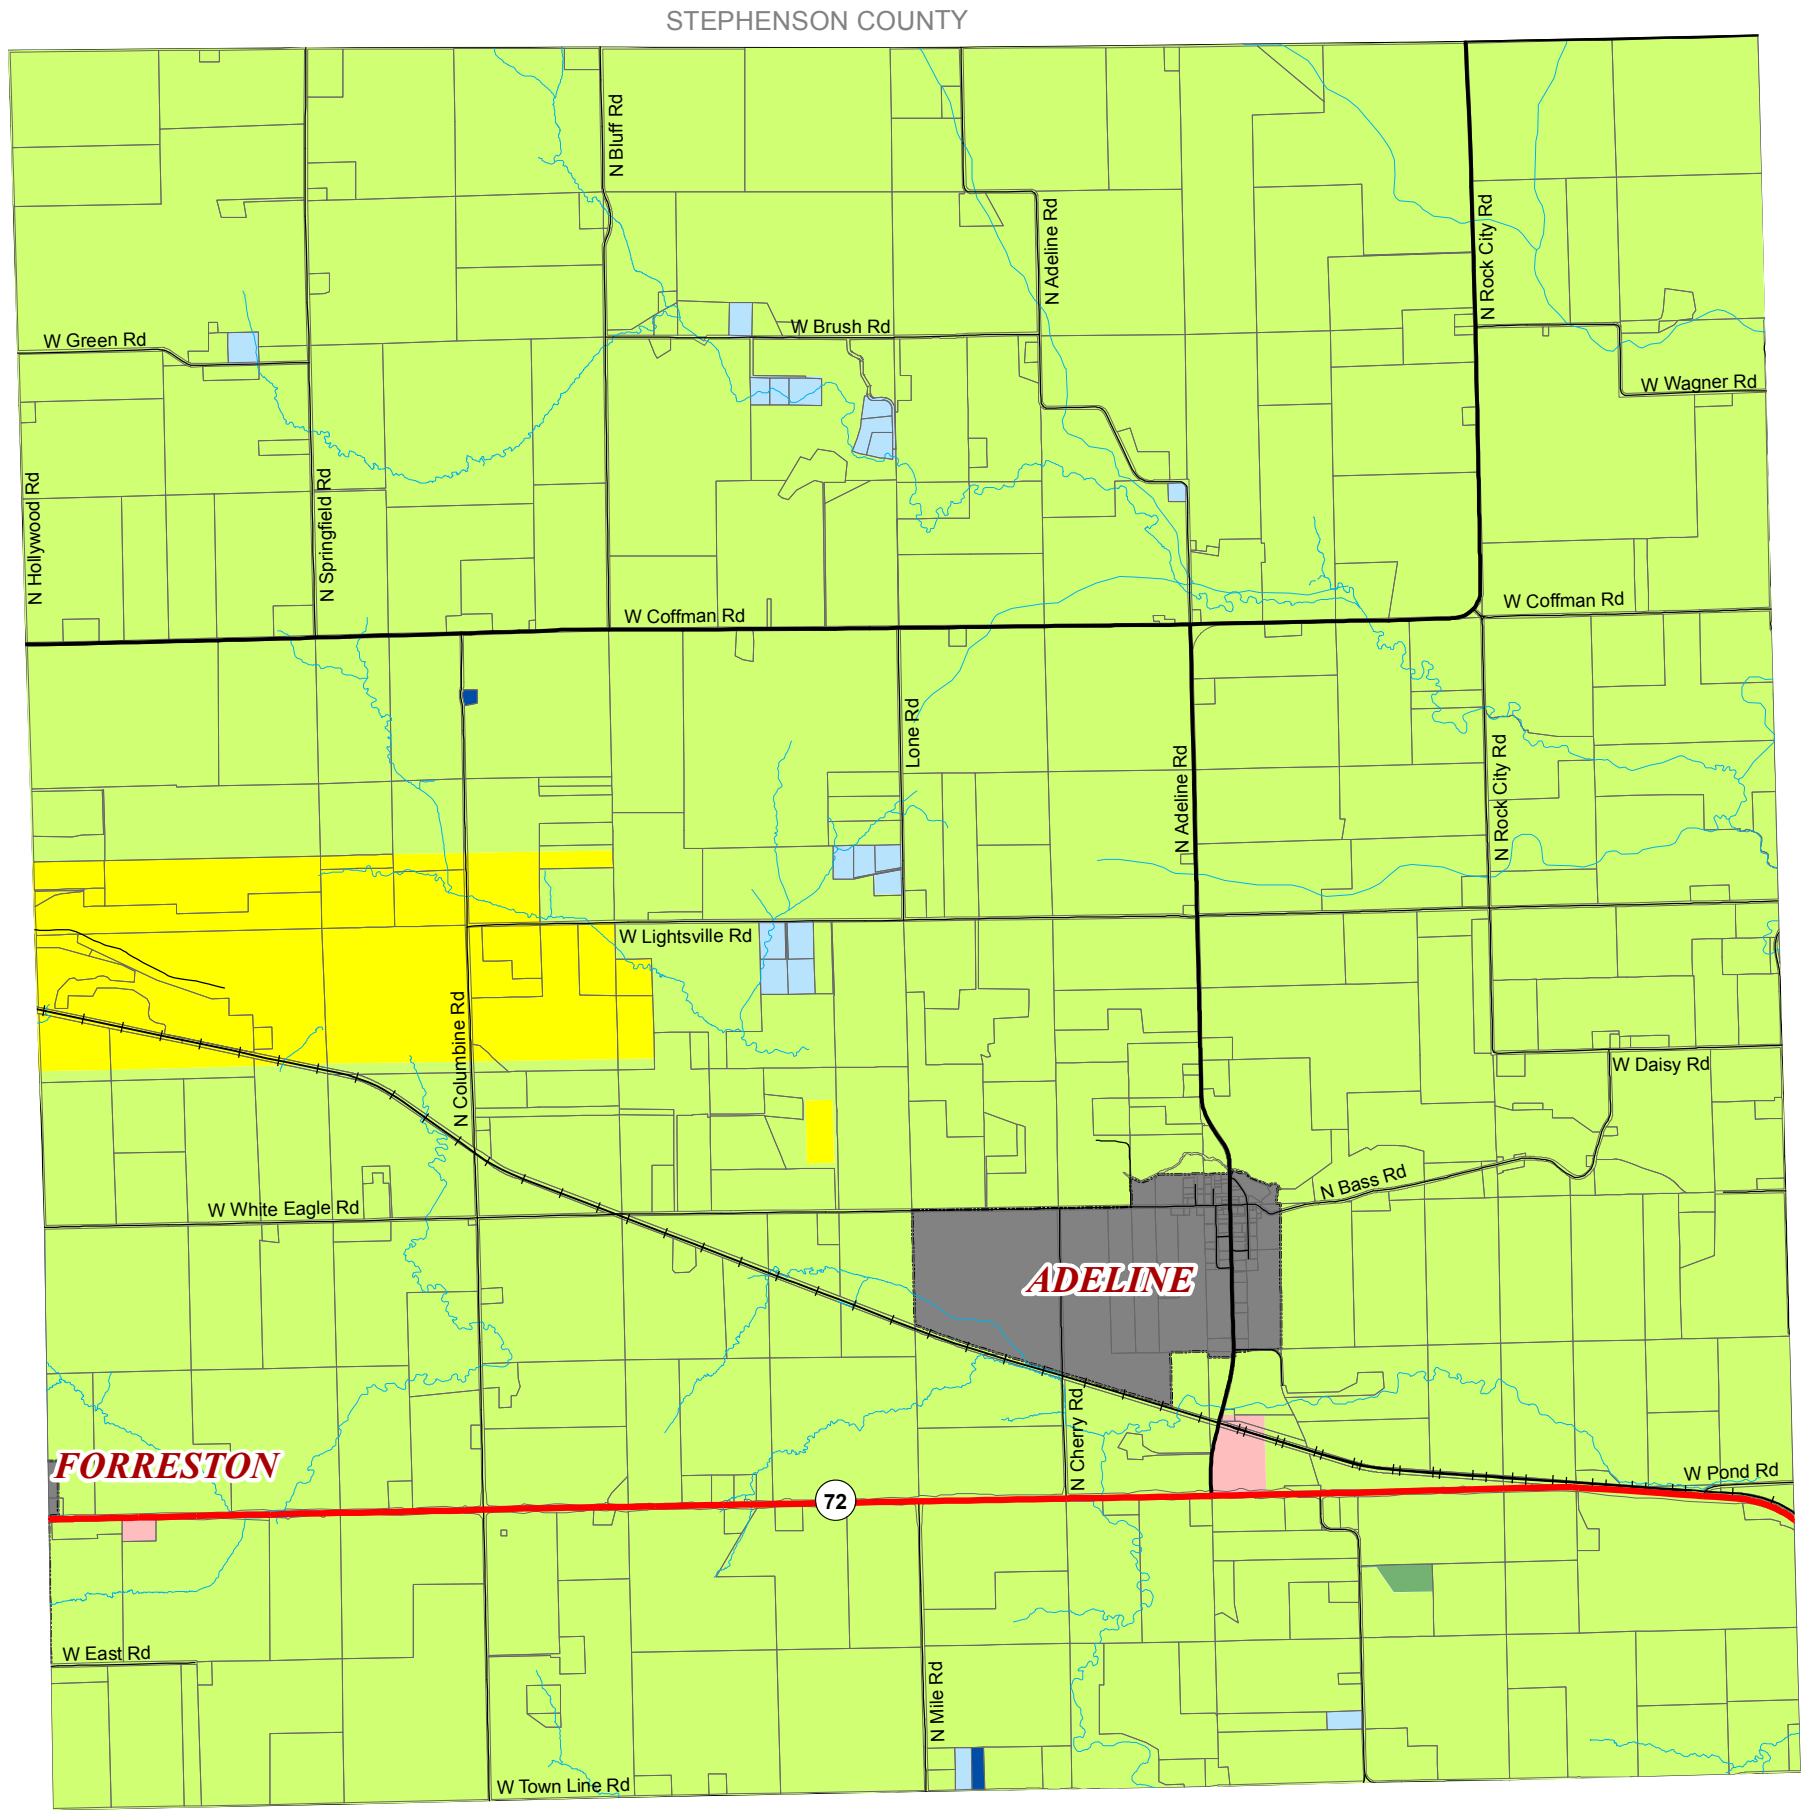 STEPHENSON COUNTY
N Bluff Rd
N Adeline Rd
N Rock City Rd
W Green Rd
W Brush Rd
W Wagner Rd
N Hollywood Rd
N Springfield Rd
W Coffman Rd
W Coffman Rd
Lone Rd
N Adeline Rd
N Rock City Rd
W Lightsville Rd
N Columbine Rd
W Daisy Rd
N Bass Rd
W White Eagle Rd
ADELINE
N Cherry Rd
FORRESTON
W Pond Rd
72
W East Rd
N Mile Rd
W Town Line Rd